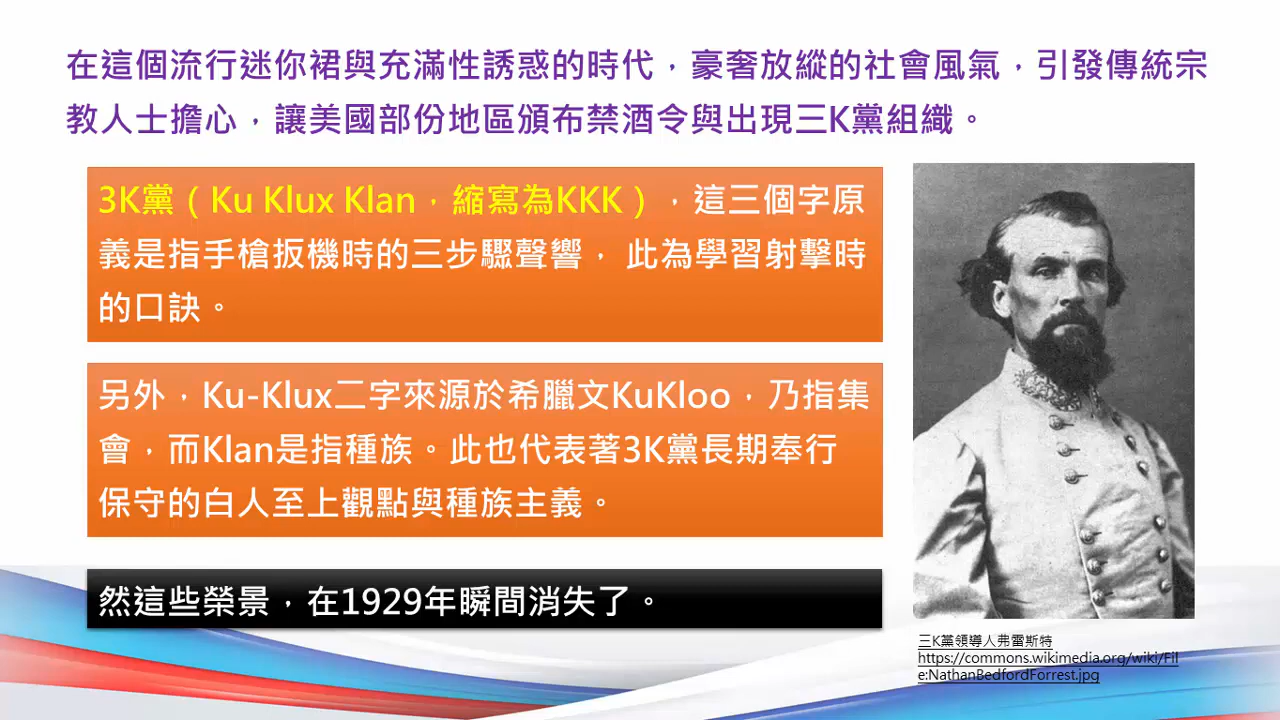 在這個流行迷你裙與充滿性誘惑的時代，豪奢放縱的社會風氣，引發傳統宗
教人士擔心，讓美國部份地區頒布禁酒令與出現三K黨組織。
3K黨（Ku Klux Klan，縮寫為KKK），這三個字原
義是指手槍扳機時的三步驟聲響， 此為學習射擊時
的口訣。
另外，Ku-Klux二字來源於希臘文KuKloo，乃指集
會，而Klan是指種族。此也代表著3K黨長期奉行
保守的白人至上觀點與種族主義。
然這些榮景，在1929年瞬間消失了。
三K黨領導人弗雷斯特
https://commons.wikimedia.org/wiki/Fil
e:NathanBedfordForrest.jpg